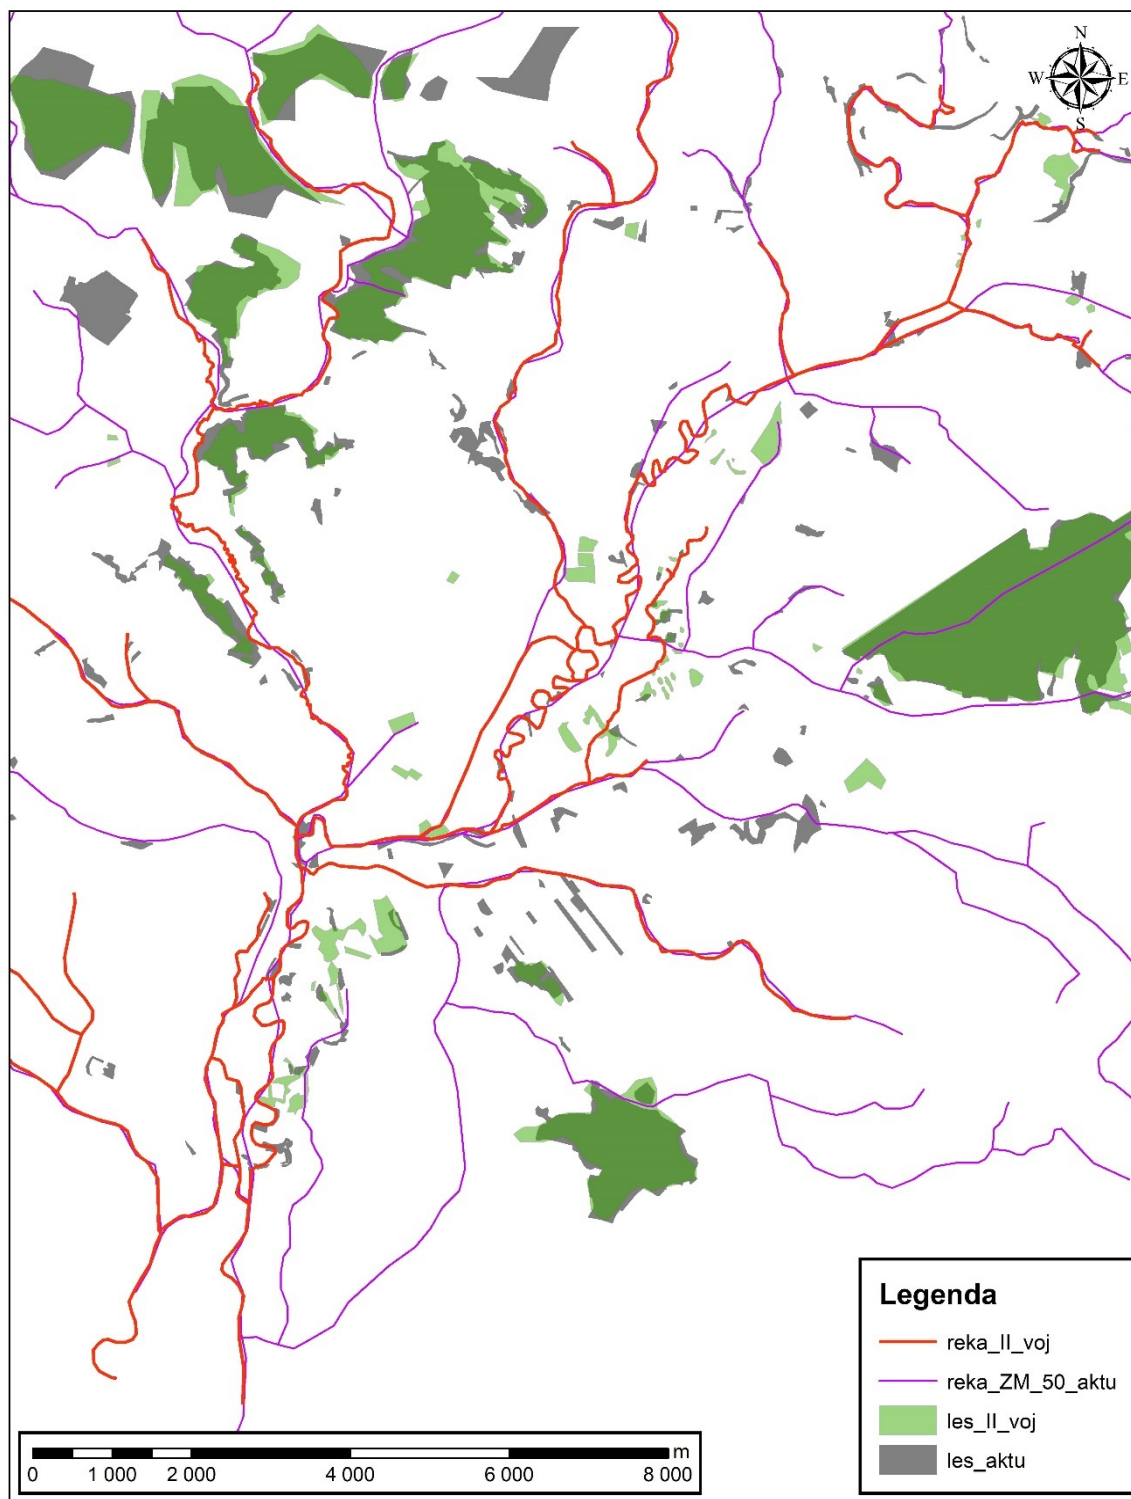 N
W E
S
Legenda
reka_II_voj
reka_ZM_50_aktu
les_II_voj
les_aktu
m
0 1 000 2 000 4 000 6 000 8 000